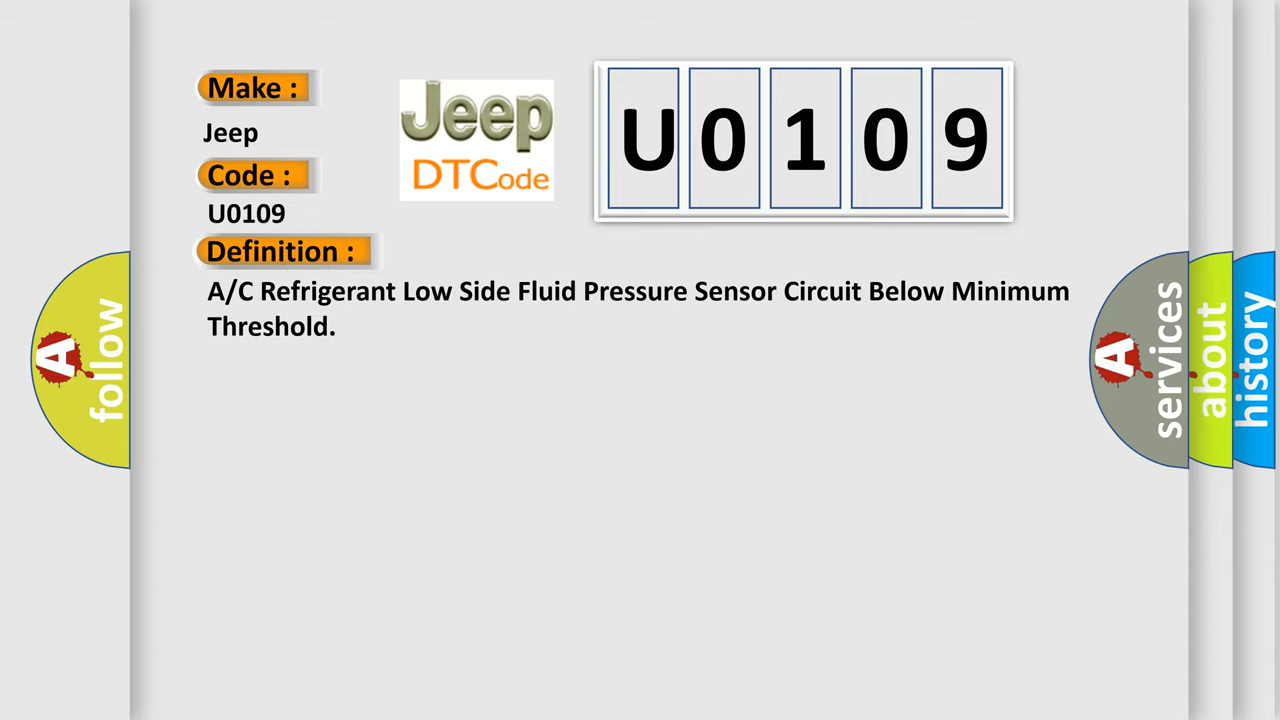 Make :
Jeep
Code :
U0109
Definition :
A/C Refrigerant Low Side Fluid Pressure Sensor Circuit Below Minimum
Threshold.
Jeep
DTCode
U0109
A follow
A services
about
history